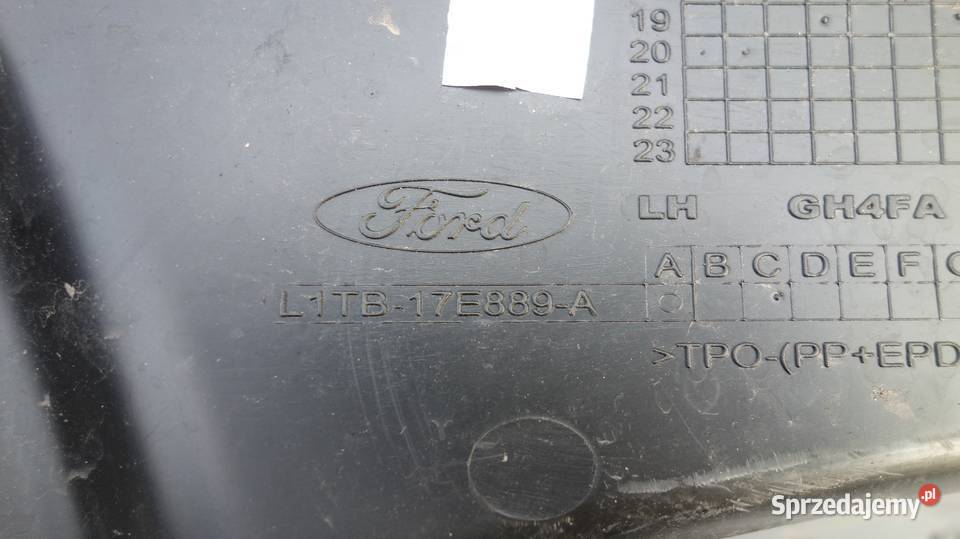 19
20
21
22
23
Ford
LH GH4FA
A B C D E F
L1TB-17E889-A
>TPO-(PP+EPD
Sprzedajemy.pl